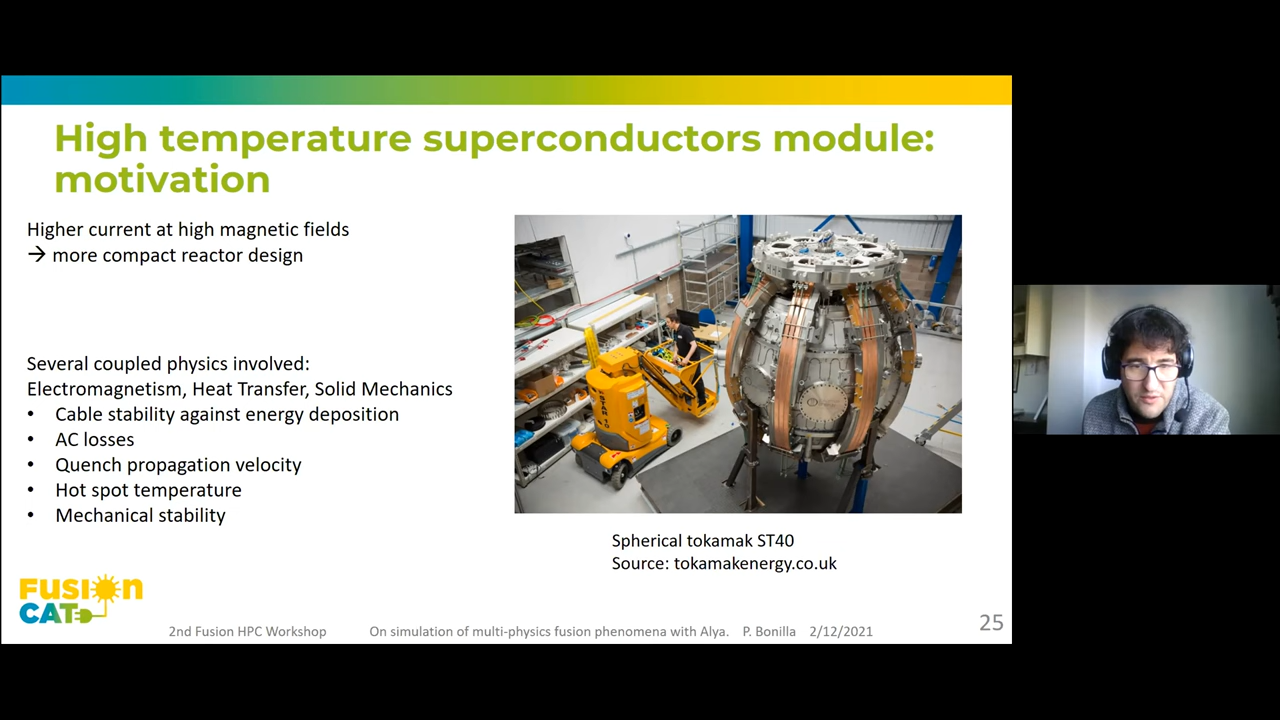 High temperature superconductors module:
motivation
Higher current at high magnetic fields
→ more compact reactor design
Several coupled physics involved:
Electromagnetism, Heat Transfer, Solid Mechanics
• Cable stability against energy deposition
• AC losses
• Quench propagation velocity
• Hot spot temperature
• Mechanical stability
STAR 10
Spherical tokamak ST40
Source: tokamakenergy.co.uk
FUSION
CAT
2nd Fusion HPC Workshop On simulation of multi-physics fusion phenomena with Alya. P. Bonilla 2/12/2021
25